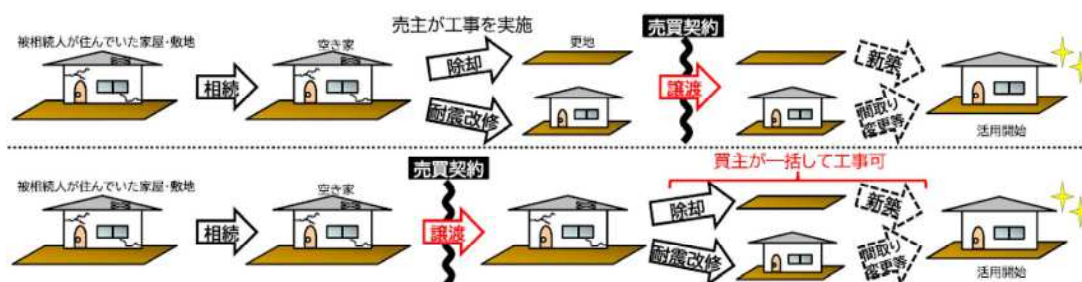 売主が工事を実施
売買契約
被相続人が住んでいた家屋・敷地
空き家
更地
相続
除却
耐震改修
譲渡
新築
間取り
変更等
活用開始
売買契約
買主が一括して工事可
被相続人が住んでいた家屋・敷地
空き家
相続
譲渡
除却
耐震改修
新築
間取り
変更等
活用開始